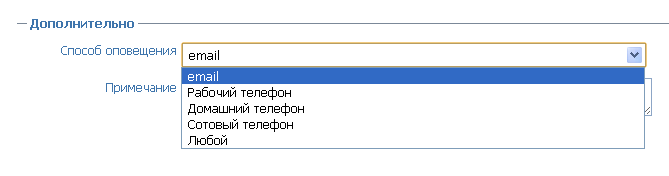 Дополнительно
Способ оповещения email
email
Примечание
Рабочий телефон
Домашний телефон
Сотовый телефон
Любой